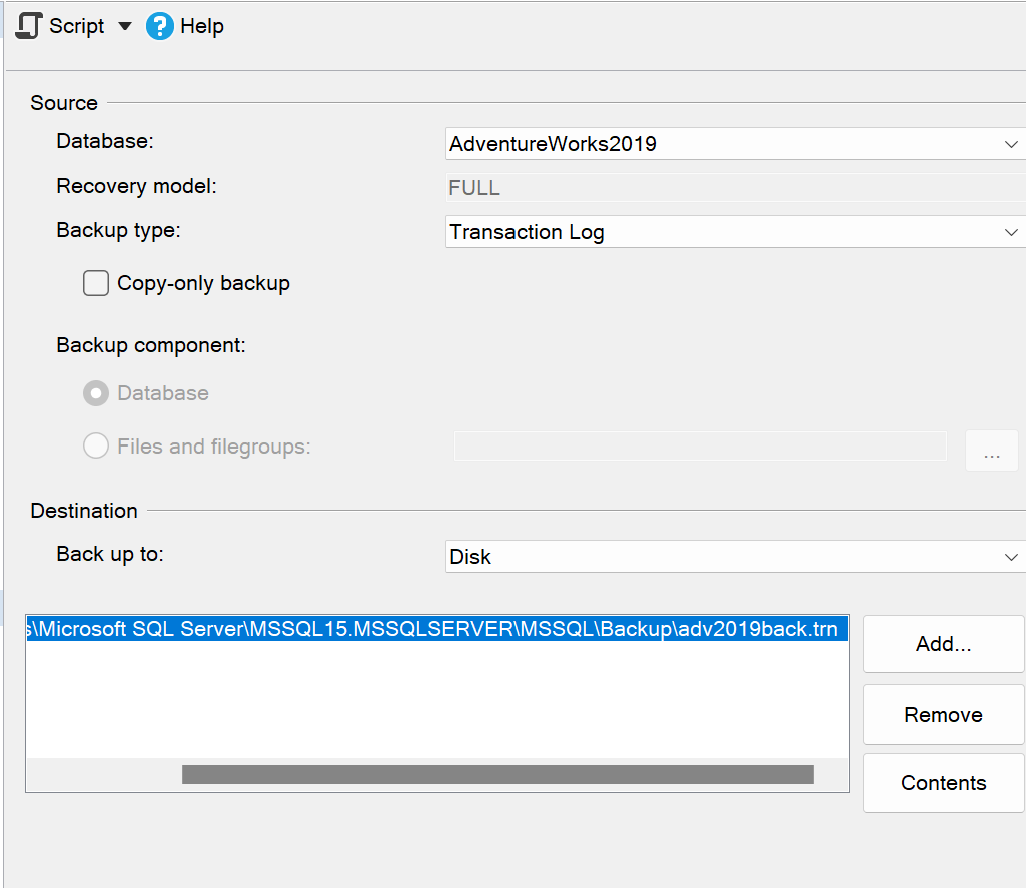 Script Help
Source
Database: AdventureWorks2019
Recovery model: FULL
Backup type: Transaction Log
Copy-only backup
Backup component:
Database
Files and filegroups: ...
Destination
Back up to: Disk
s\Microsoft SQL Server\MSSQL15.MSSQLSERVER\MSSQL\Backup\adv2019back.trn
Add...
Remove
Contents